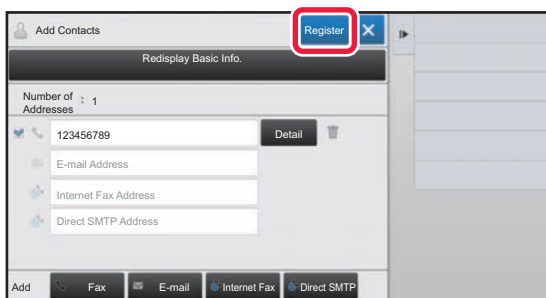 Add Contacts Register
Redisplay Basic Info.
Number of Addresses : 1
123456789 Detail
E-mail Address
Internet Fax Address
Direct SMTP Address
Add Fax E-mail Internet Fax Direct SMTP